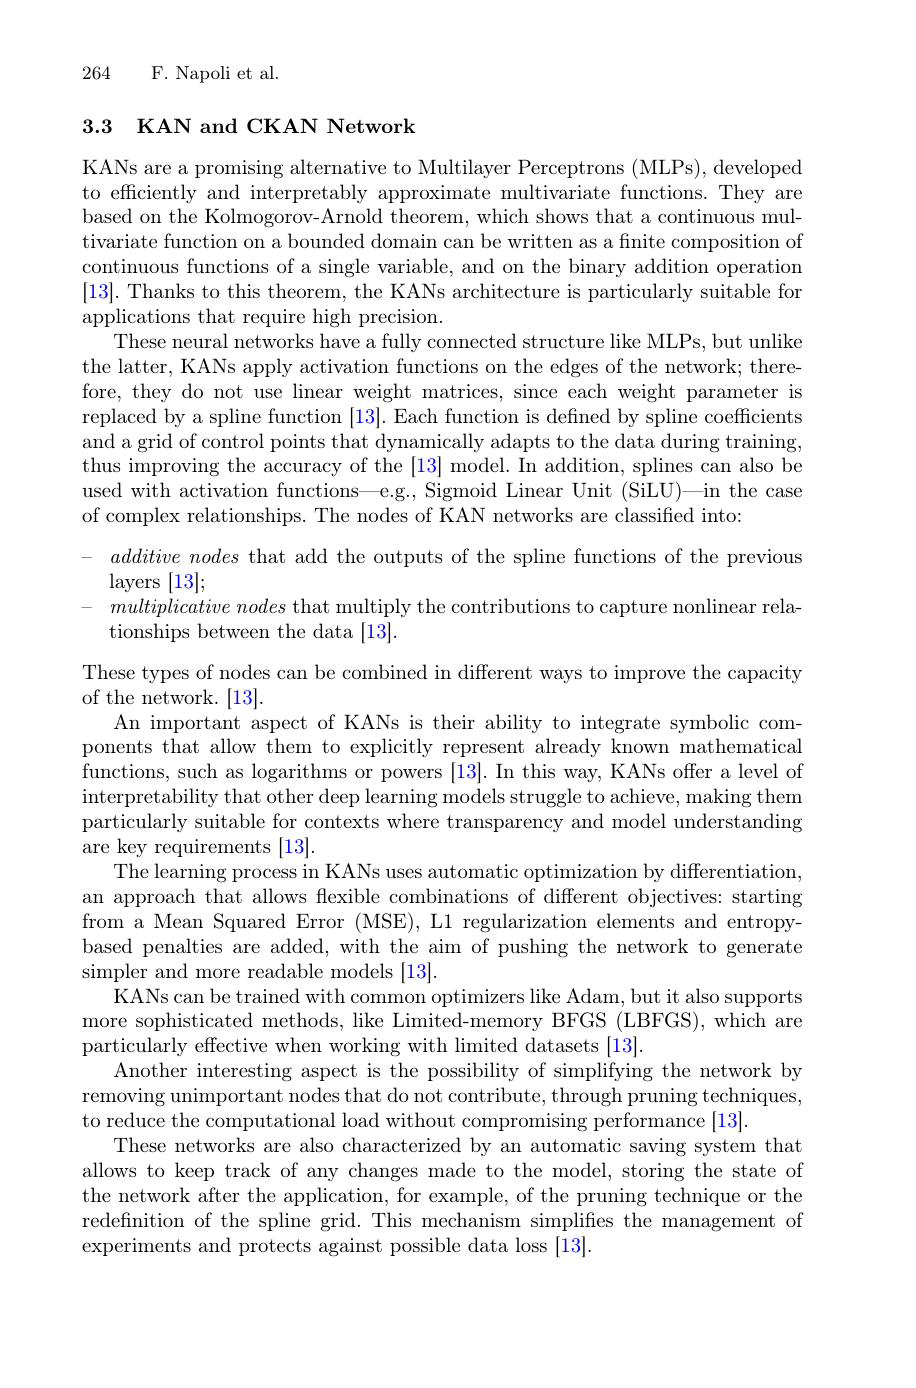 264 F. Napoli et al.
3.3 KAN and CKAN Network
KANs are a promising alternative to Multilayer Perceptrons (MLPs), developed
to efficiently and interpretably approximate multivariate functions. They are
based on the Kolmogorov-Arnold theorem, which shows that a continuous mul-
tivariate function on a bounded domain can be written as a finite composition of
continuous functions of a single variable, and on the binary addition operation
[13]. Thanks to this theorem, the KANs architecture is particularly suitable for
applications that require high precision.
These neural networks have a fully connected structure like MLPs, but unlike
the latter, KANs apply activation functions on the edges of the network; there-
fore, they do not use linear weight matrices, since each weight parameter is
replaced by a spline function [13]. Each function is defined by spline coefficients
and a grid of control points that dynamically adapts to the data during training,
thus improving the accuracy of the [13] model. In addition, splines can also be
used with activation functions—e.g., Sigmoid Linear Unit (SiLU)—in the case
of complex relationships. The nodes of KAN networks are classified into:
– additive nodes that add the outputs of the spline functions of the previous
layers [13];
– multiplicative nodes that multiply the contributions to capture nonlinear rela-
tionships between the data [13].
These types of nodes can be combined in different ways to improve the capacity
of the network. [13].
An important aspect of KANs is their ability to integrate symbolic com-
ponents that allow them to explicitly represent already known mathematical
functions, such as logarithms or powers [13]. In this way, KANs offer a level of
interpretability that other deep learning models struggle to achieve, making them
particularly suitable for contexts where transparency and model understanding
are key requirements [13].
The learning process in KANs uses automatic optimization by differentiation,
an approach that allows flexible combinations of different objectives: starting
from a Mean Squared Error (MSE), L1 regularization elements and entropy-
based penalties are added, with the aim of pushing the network to generate
simpler and more readable models [13].
KANs can be trained with common optimizers like Adam, but it also supports
more sophisticated methods, like Limited-memory BFGS (LBFGS), which are
particularly effective when working with limited datasets [13].
Another interesting aspect is the possibility of simplifying the network by
removing unimportant nodes that do not contribute, through pruning techniques,
to reduce the computational load without compromising performance [13].
These networks are also characterized by an automatic saving system that
allows to keep track of any changes made to the model, storing the state of
the network after the application, for example, of the pruning technique or the
redefinition of the spline grid. This mechanism simplifies the management of
experiments and protects against possible data loss [13].